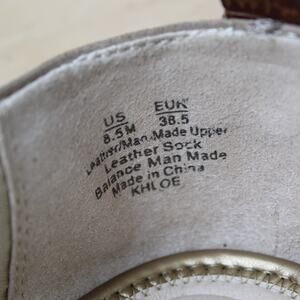 US EUR
8.5M 38.5
Leather/Man Made Upper
Leather Sock
Balance Man Made
Made in China
KHLOE